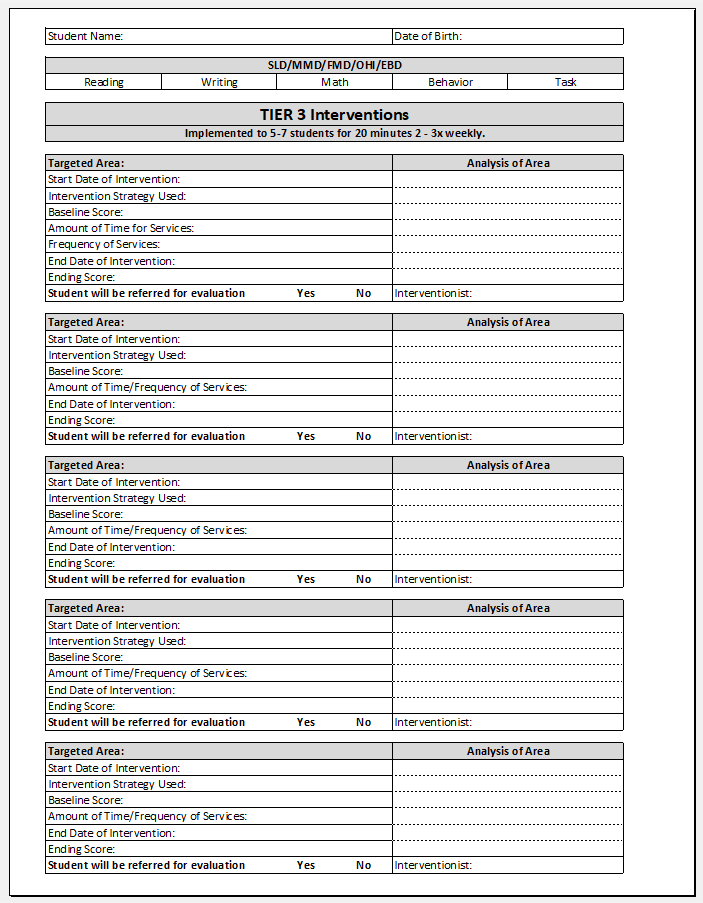 Student Name: Date of Birth:
SLD/MMD/FMD/OHI/EBD
Reading Writing Math Behavior Task
TIER 3 Interventions
Implemented to 5-7 students for 20 minutes 2 - 3x weekly.
Targeted Area: Analysis of Area
Start Date of Intervention:
Intervention Strategy Used:
Baseline Score:
Amount of Time for Services:
Frequency of Services:
End Date of Intervention:
Ending Score:
Student will be referred for evaluation Yes No Interventionist:
Targeted Area: Analysis of Area
Start Date of Intervention:
Intervention Strategy Used:
Baseline Score:
Amount of Time/Frequency of Services:
End Date of Intervention:
Ending Score:
Student will be referred for evaluation Yes No Interventionist:
Targeted Area: Analysis of Area
Start Date of Intervention:
Intervention Strategy Used:
Baseline Score:
Amount of Time/Frequency of Services:
End Date of Intervention:
Ending Score:
Student will be referred for evaluation Yes No Interventionist:
Targeted Area: Analysis of Area
Start Date of Intervention:
Intervention Strategy Used:
Baseline Score:
Amount of Time/Frequency of Services:
End Date of Intervention:
Ending Score:
Student will be referred for evaluation Yes No Interventionist:
Targeted Area: Analysis of Area
Start Date of Intervention:
Intervention Strategy Used:
Baseline Score:
Amount of Time/Frequency of Services:
End Date of Intervention:
Ending Score:
Student will be referred for evaluation Yes No Interventionist: